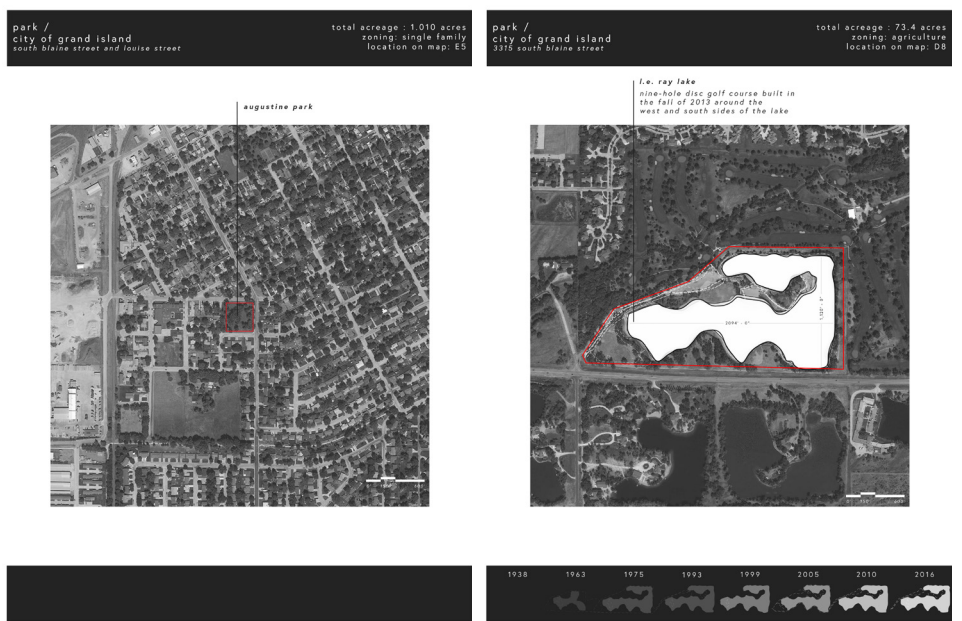 park /
city of grand island
south blaine street and louise street
total acreage : 1.010 acres
zoning: single family
location on map: E5
augustine park
park /
city of grand island
3315 south blaine street
total acreage : 73.4 acres
zoning: agriculture
location on map: D8
l.e. ray lake
nine-hole disc golf course built in
the fall of 2013 around the
west and south sides of the lake
2094' - 6"
1938 1963 1975 1993 1999 2005 2010 2016